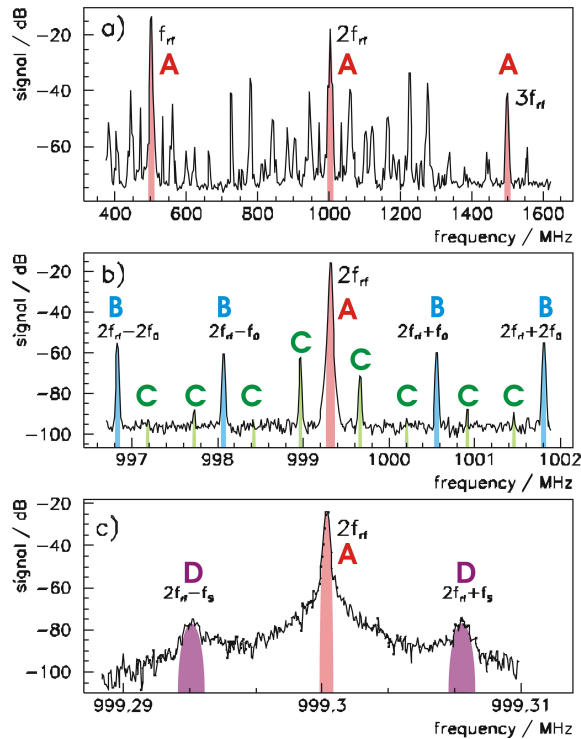 signal / dB
a)
f_rf
A
2f_rf
A
A
3f_rf
−20
−40
−60
400 600 800 1000 1200 1400 1600
frequency / MHz
signal / dB
b)
−20
−40
−60
−80
−100
2f_rf
A
B
2f_rf−2f_0
B
2f_rf−f_0
B
2f_rf+f_0
B
2f_rf+2f_0
C C C C C C C C
997 998 999 1000 1001 1002
frequency / MHz
signal / dB
c)
−20
−40
−60
−80
−100
2f_rf
A
D
2f_rf−f_s
D
2f_rf+f_s
999.29 999.3 999.31
frequency / MHz